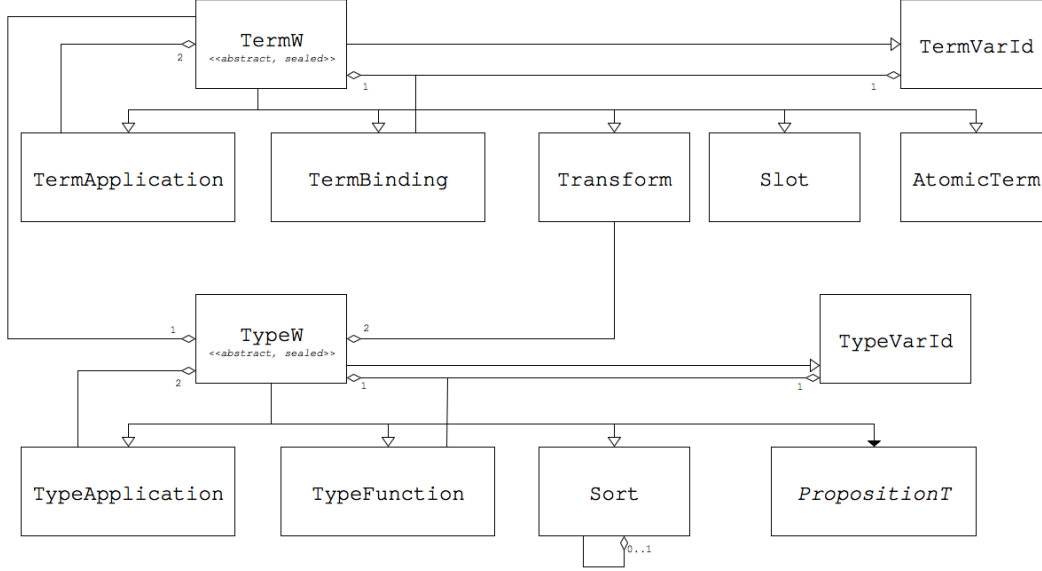 TermW
<<abstract, sealed>>
TermVarId
2
1
1
TermApplication
TermBinding
Transform
Slot
AtomicTerm
TypeW
<<abstract, sealed>>
TypeVarId
1
2
2
1
1
TypeApplication
TypeFunction
Sort
PropositionT
0..1